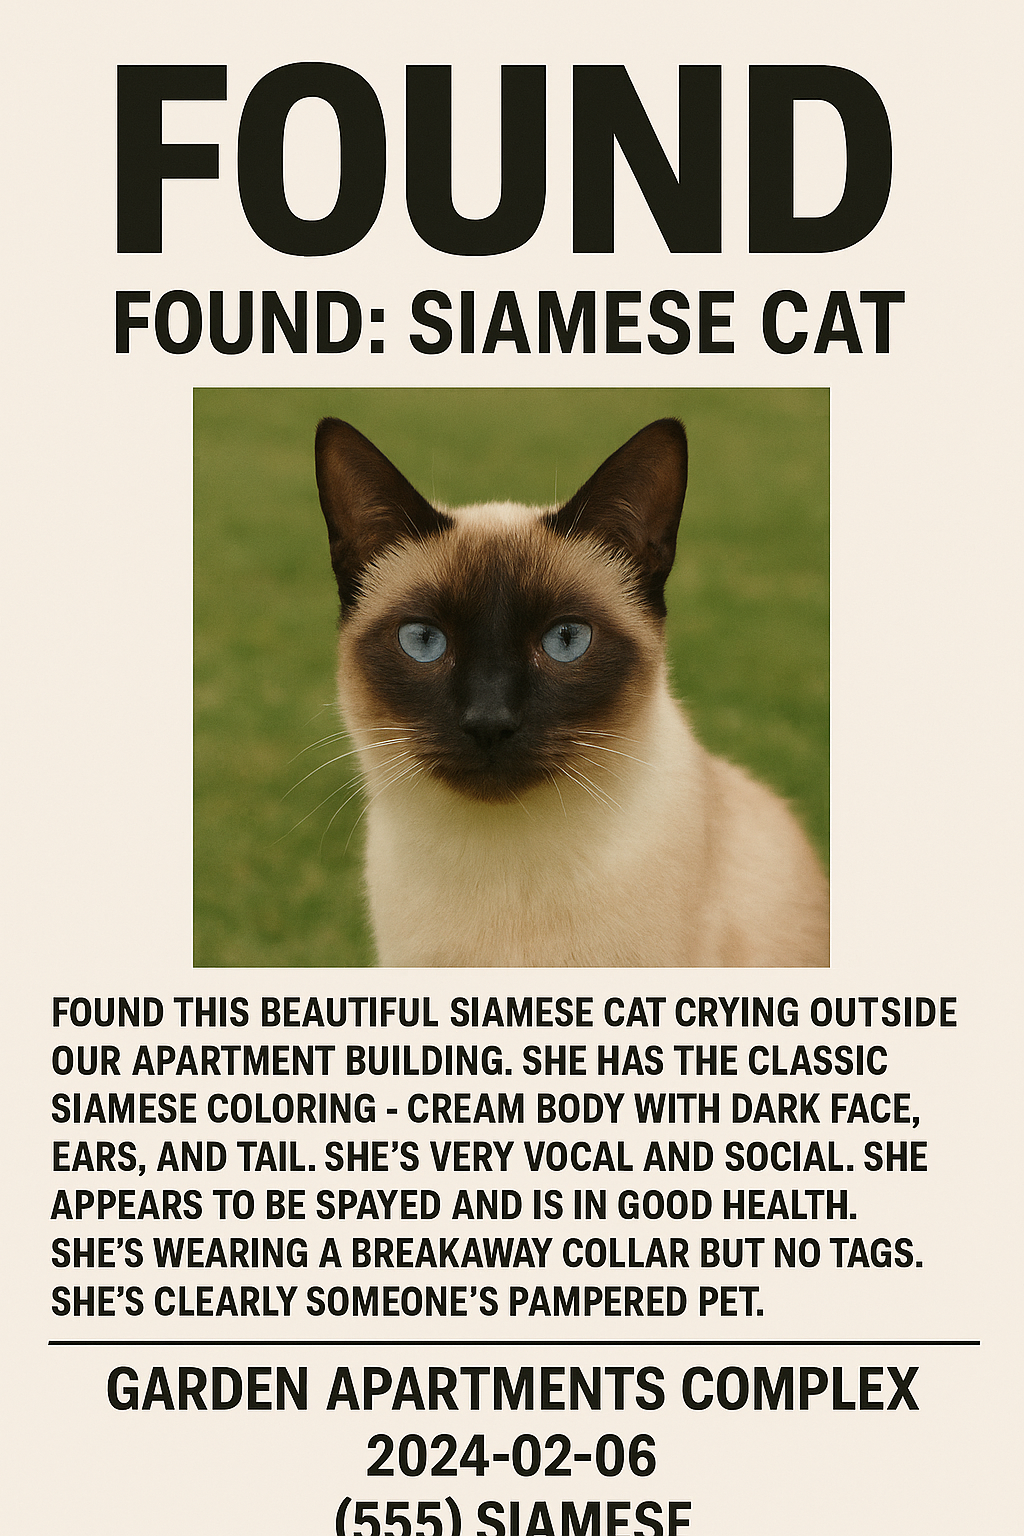 FOUND
FOUND: SIAMESE CAT
FOUND THIS BEAUTIFUL SIAMESE CAT CRYING OUTSIDE
OUR APARTMENT BUILDING. SHE HAS THE CLASSIC
SIAMESE COLORING - CREAM BODY WITH DARK FACE,
EARS, AND TAIL. SHE’S VERY VOCAL AND SOCIAL. SHE
APPEARS TO BE SPAYED AND IS IN GOOD HEALTH.
SHE’S WEARING A BREAKAWAY COLLAR BUT NO TAGS.
SHE’S CLEARLY SOMEONE’S PAMPERED PET.
GARDEN APARTMENTS COMPLEX
2024-02-06
(555) SIAMESE